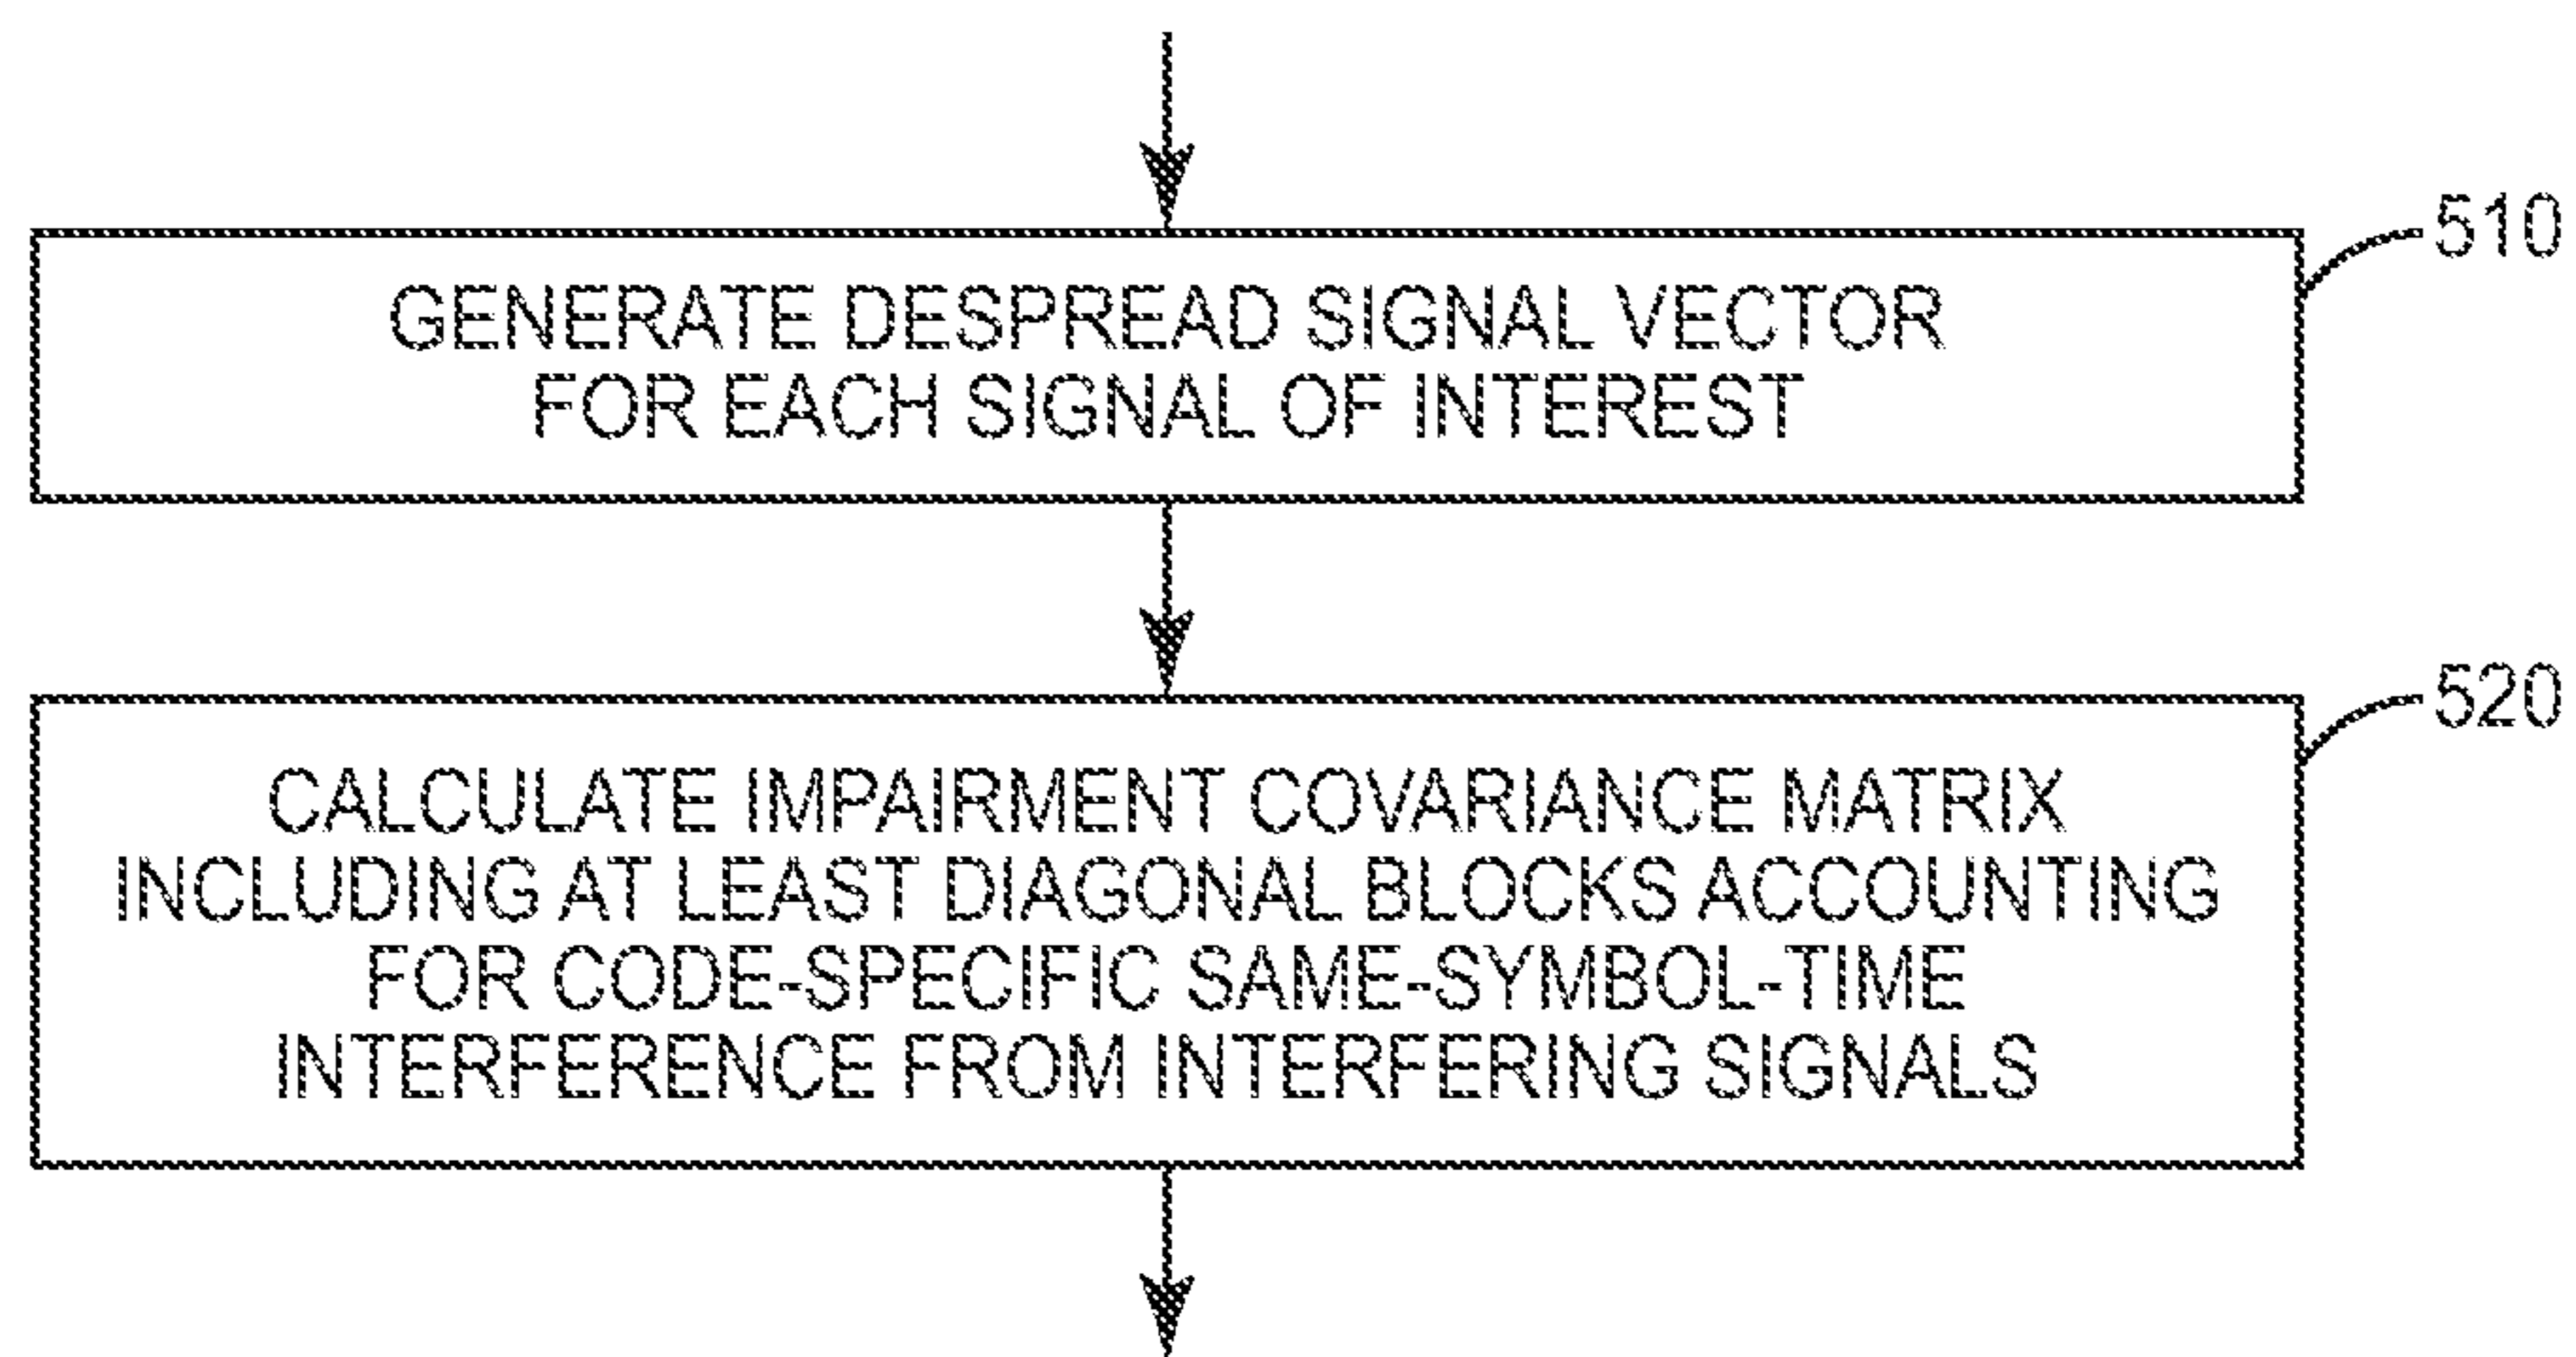 510
GENERATE DESPREAD SIGNAL VECTOR
FOR EACH SIGNAL OF INTEREST
520
CALCULATE IMPAIRMENT COVARIANCE MATRIX
INCLUDING AT LEAST DIAGONAL BLOCKS ACCOUNTING
FOR CODE-SPECIFIC SAME-SYMBOL-TIME
INTERFERENCE FROM INTERFERING SIGNALS